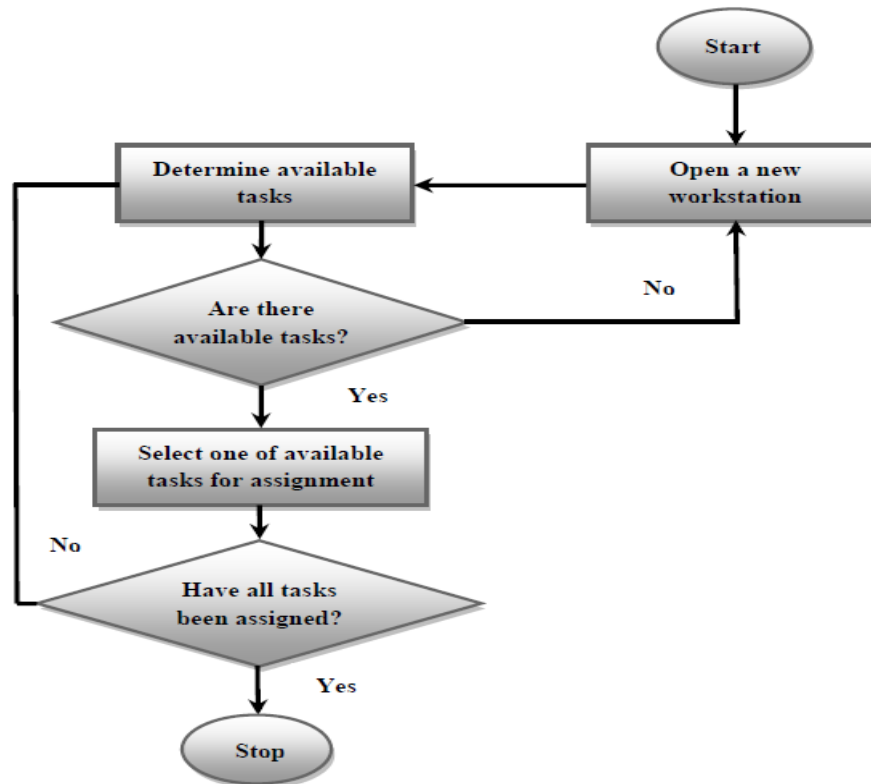 Start
Open a new
workstation
Determine available
tasks
Are there
available tasks?
No
Yes
Select one of available
tasks for assignment
Have all tasks
been assigned?
No
Yes
Stop